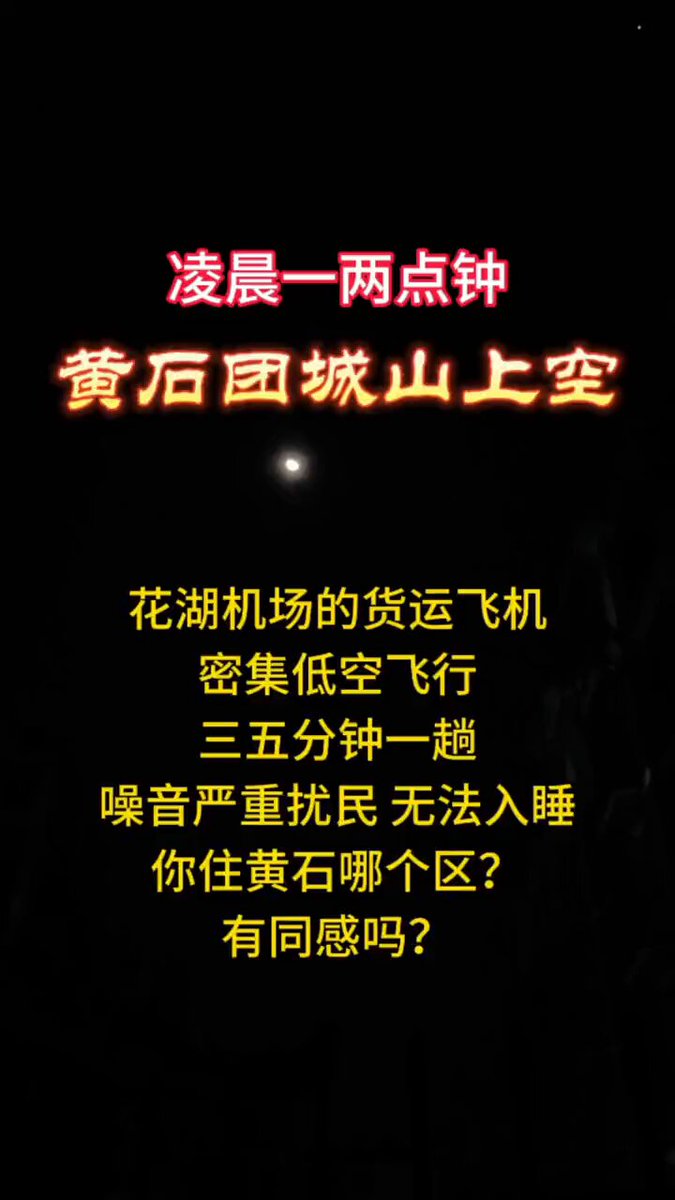 凌晨一两点钟
黄石团城山上空
花湖机场的货运飞机
密集低空飞行
三五分钟一趟
噪音严重扰民 无法入睡
你住黄石哪个区？
有同感吗？